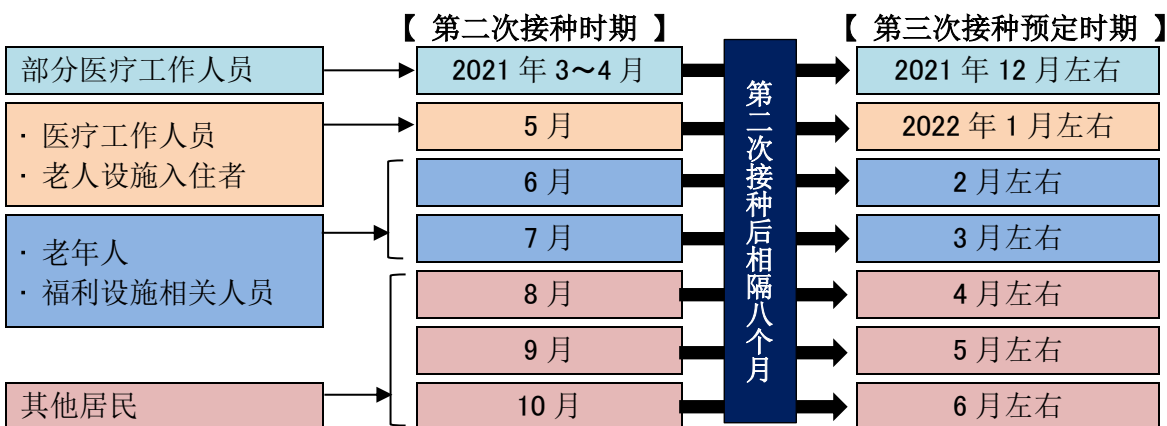 【 第二次接种时期 】
【 第三次接种预定时期 】
部分医疗工作人员
2021 年 3～4 月
2021 年 12 月左右
· 医疗工作人员
· 老人设施入住者
5 月
2022 年 1 月左右
6 月
2 月左右
· 老年人
· 福利设施相关人员
7 月
3 月左右
8 月
4 月左右
9 月
5 月左右
其他居民
10 月
6 月左右
第二次接种后相隔八个月